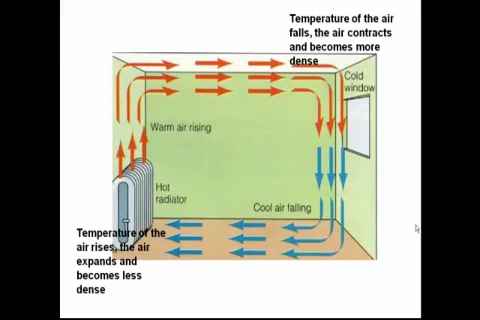 Temperature of the air
falls, the air contracts
and becomes more
dense
Cold
window
Warm air rising
Hot
radiator
Cool air falling
Temperature of the
air rises, the air
expands and
becomes less
dense